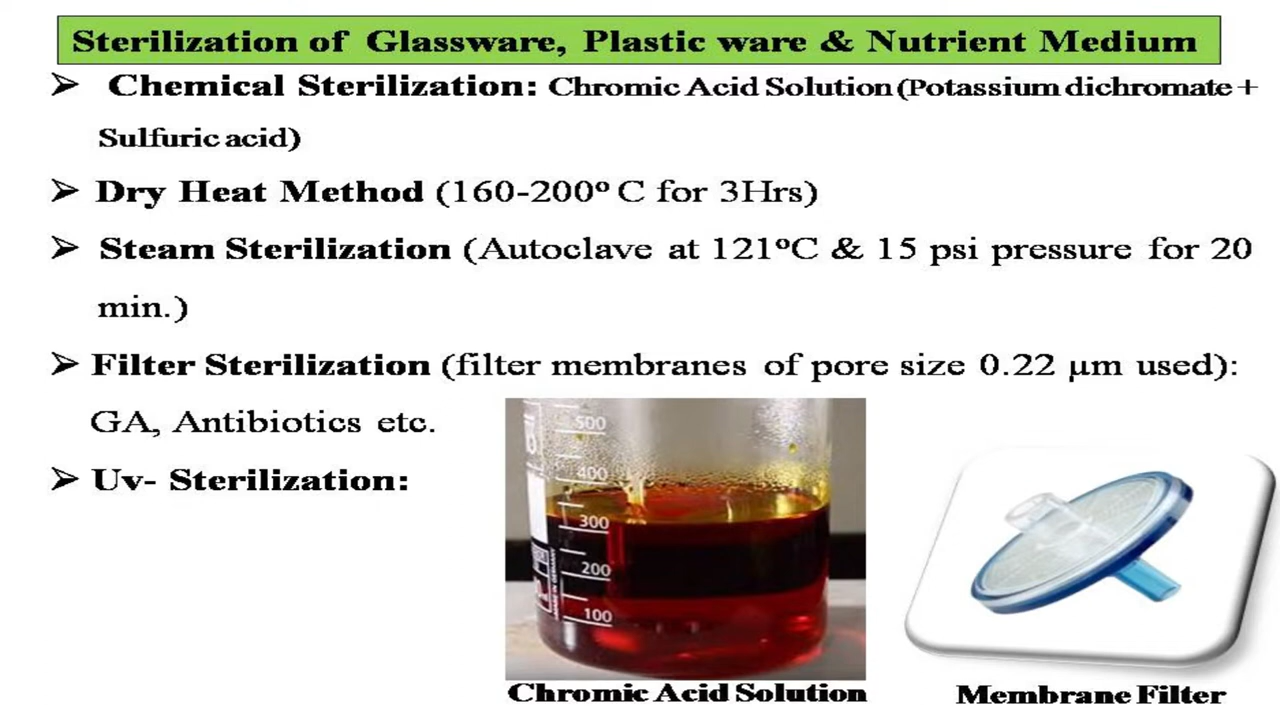 Sterilization of Glassware, Plastic ware & Nutrient Medium
➢ Chemical Sterilization: Chromic Acid Solution (Potassium dichromate +
Sulfuric acid)
➢ Dry Heat Method (160-200º C for 3Hrs)
➢ Steam Sterilization (Autoclave at 121ºC & 15 psi pressure for 20
min.)
➢ Filter Sterilization (filter membranes of pore size 0.22 µm used):
GA, Antibiotics etc.
➢ Uv- Sterilization:
500
400
300
200
100
MADE IN GERMANY
Chromic Acid Solution
Membrane Filter